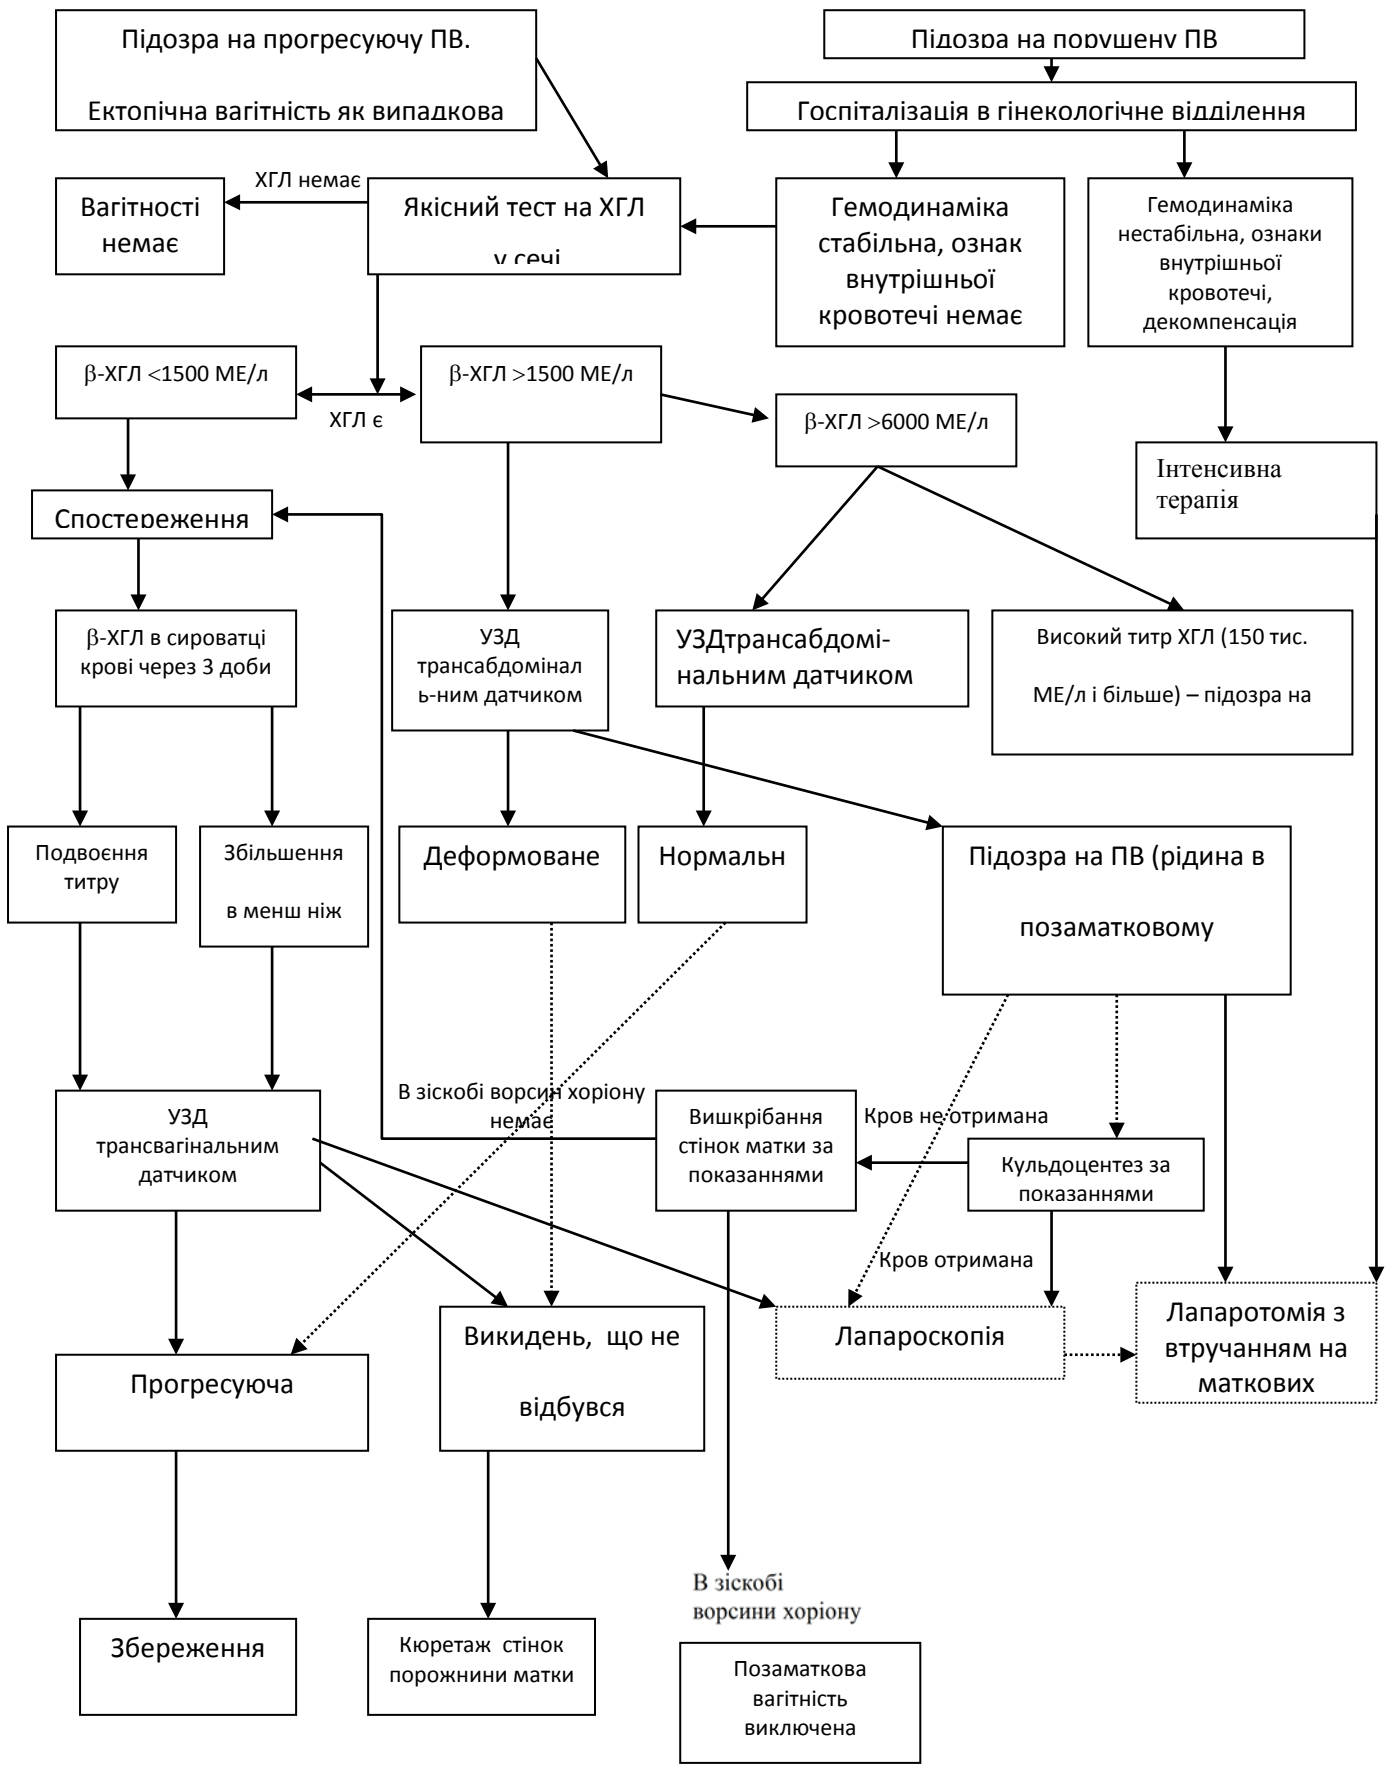 Підозра на прогресуючу ПВ.
Ектопічна вагітність як випадкова
Підозра на порушену ПВ
Госпіталізація в гінекологічне відділення
ХГЛ немає
Вагітності
немає
Якісний тест на ХГЛ
у сечі
Гемодинаміка
стабільна, ознак
внутрішньої
кровотечі немає
Гемодинаміка
нестабільна, ознаки
внутрішньої
кровотечі,
декомпенсація
β-ХГЛ <1500 МЕ/л
ХГЛ є
β-ХГЛ >1500 МЕ/л
β-ХГЛ >6000 МЕ/л
Інтенсивна
терапія
Спостереження
β-ХГЛ в сироватці
крові через 3 доби
УЗД
трансабдомінал
ь-ним датчиком
УЗДтрансабдомі-
нальним датчиком
Високий титр ХГЛ (150 тис.
МЕ/л і більше) – підозра на
Подвоєння
титру
Збільшення
в менш ніж
Деформоване
Нормальн
Підозра на ПВ (рідина в
позаматковому
УЗД
трансвагінальним
датчиком
В зіскобі ворсин хоріону
немає
Вишкрібання
стінок матки за
показаннями
Кров не отримана
Кульдоцентез за
показаннями
Кров отримана
Прогресуюча
Викидень, що не
відбувся
Лапароскопія
Лапаротомія з
втручанням на
маткових
В зіскобі
ворсини хоріону
Збереження
Кюретаж стінок
порожнини матки
Позаматкова
вагітність
виключена